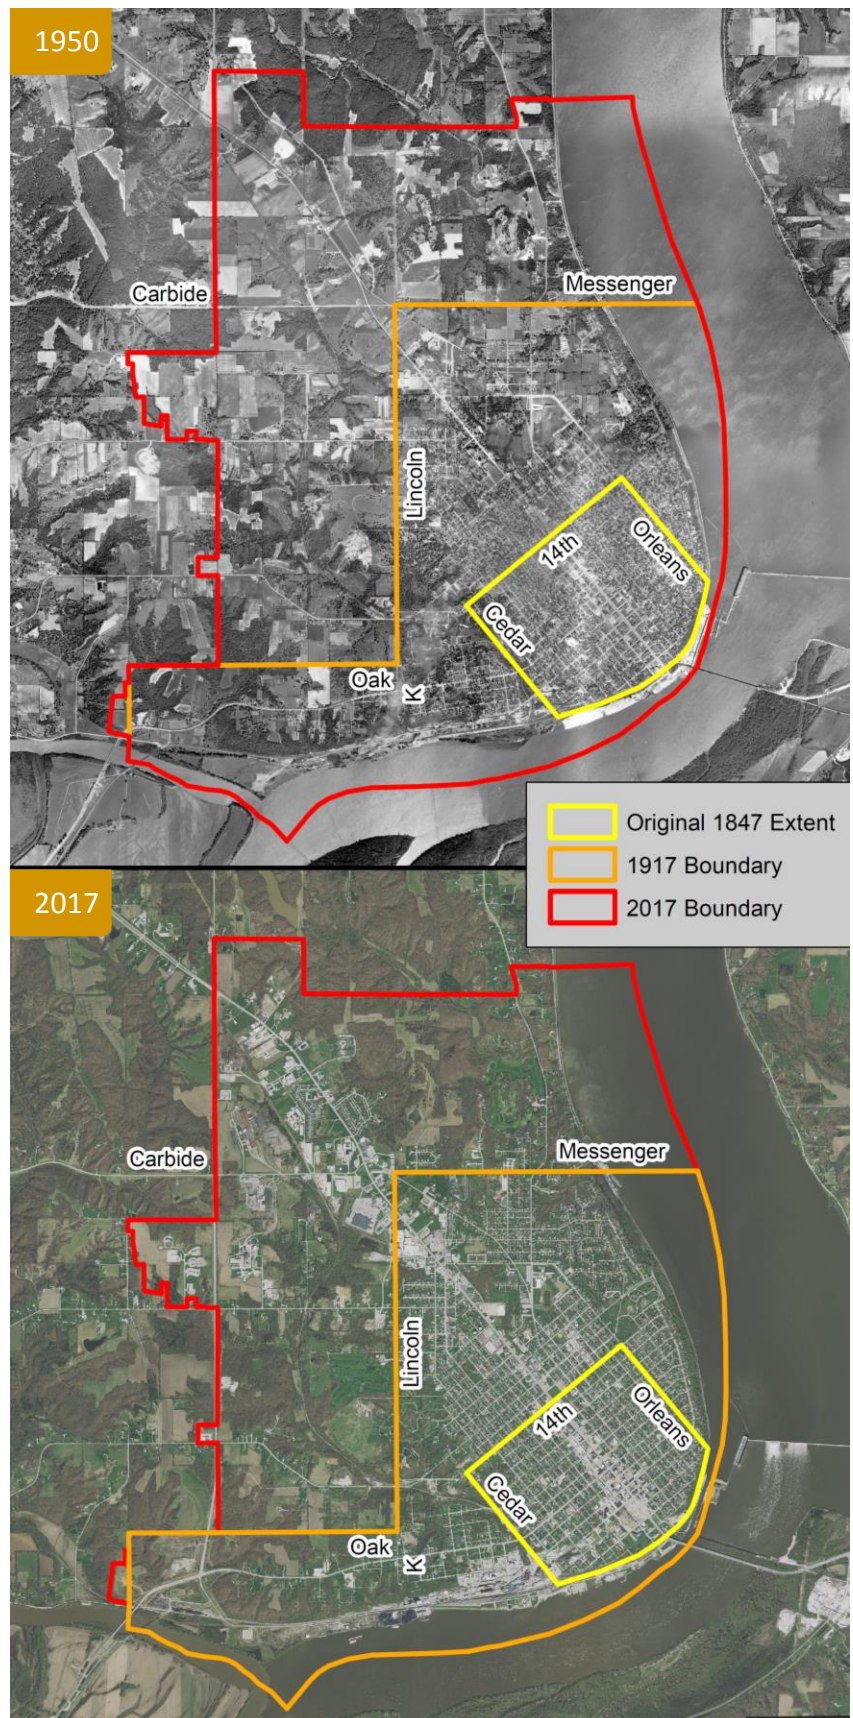 1950
Carbide
Messenger
Lincoln
14th
Orleans
Cedar
Oak
K
Original 1847 Extent
1917 Boundary
2017 Boundary
2017
Carbide
Messenger
Lincoln
14th
Orleans
Cedar
Oak
K